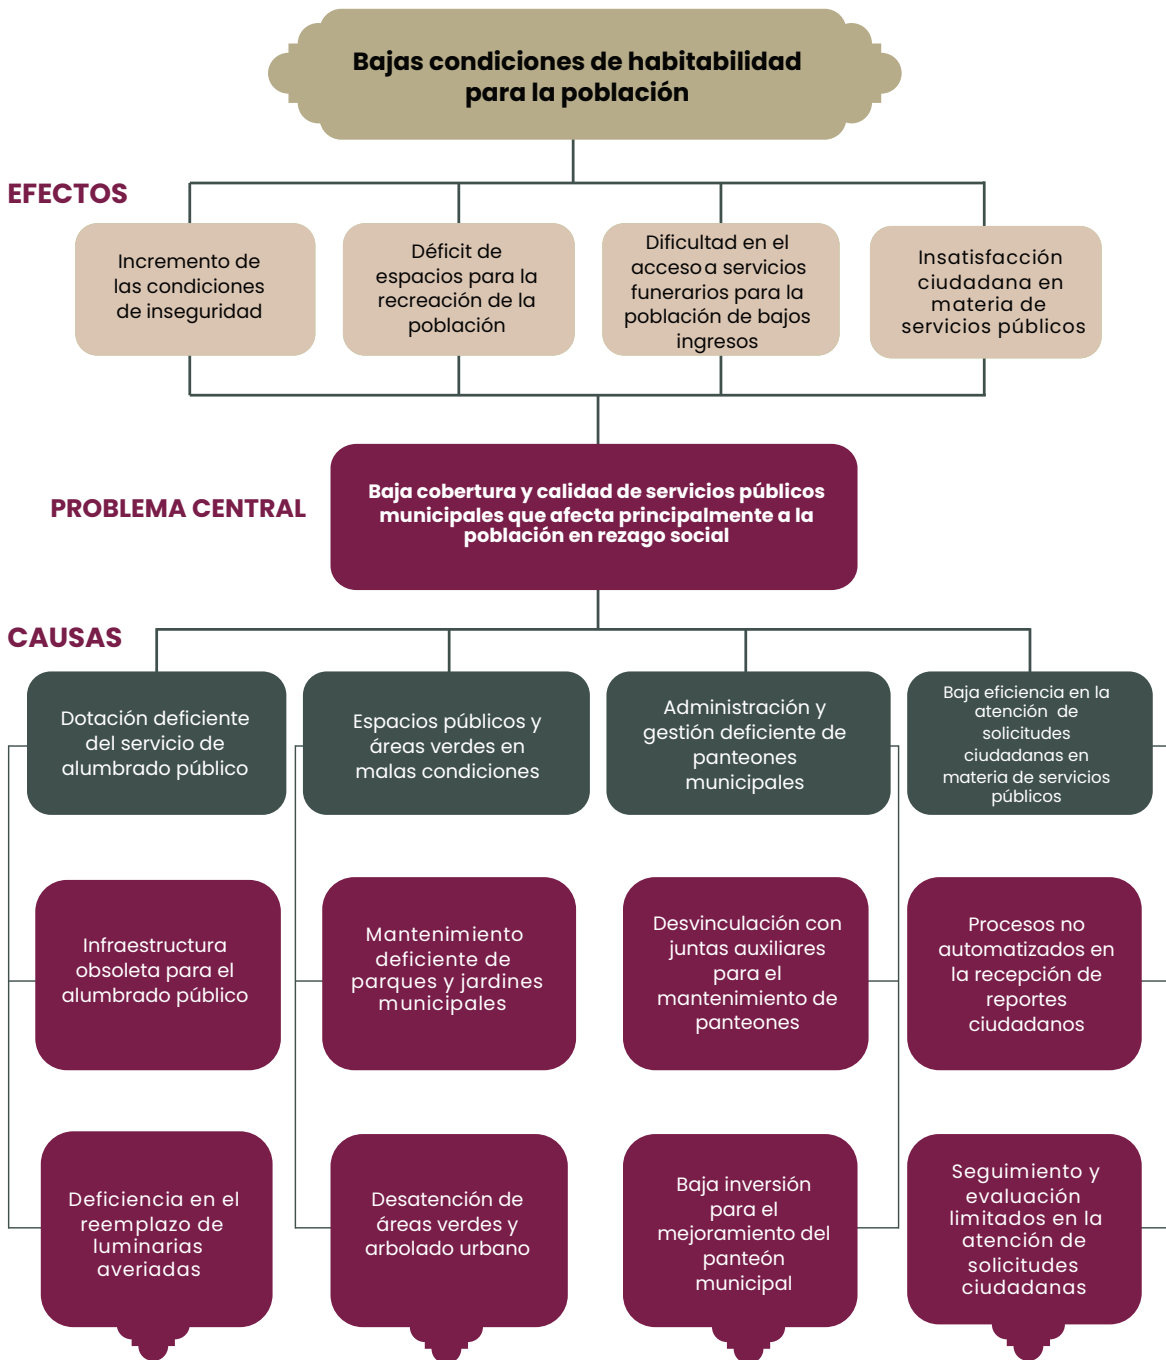 Bajas condiciones de habitabilidad
para la población
EFECTOS
Incremento de
las condiciones
de inseguridad
Déficit de
espacios para la
recreación de la
población
Dificultad en el
acceso a servicios
funerarios para la
población de bajos
ingresos
Insatisfacción
ciudadana en
materia de
servicios públicos
PROBLEMA CENTRAL
Baja cobertura y calidad de servicios públicos
municipales que afecta principalmente a la
población en rezago social
CAUSAS
Dotación deficiente
del servicio de
alumbrado público
Espacios públicos y
áreas verdes en
malas condiciones
Administración y
gestión deficiente de
panteones
municipales
Baja eficiencia en la
atención de
solicitudes
ciudadanas en
materia de servicios
públicos
Infraestructura
obsoleta para el
alumbrado público
Mantenimiento
deficiente de
parques y jardines
municipales
Desvinculación con
juntas auxiliares
para el
mantenimiento de
panteones
Procesos no
automatizados en
la recepción de
reportes
ciudadanos
Deficiencia en el
reemplazo de
luminarias
averiadas
Desatención de
áreas verdes y
arbolado urbano
Baja inversión
para el
mejoramiento del
panteón
municipal
Seguimiento y
evaluación
limitados en la
atención de
solicitudes
ciudadanas